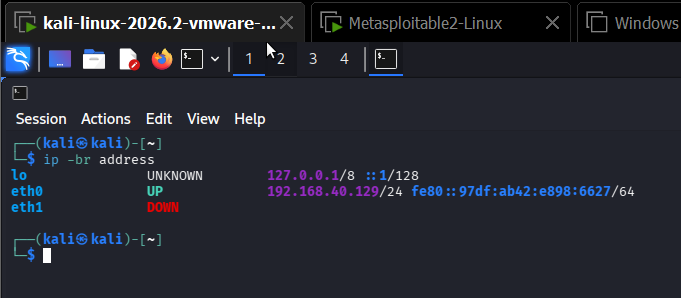 kali-linux-2026.2-vmware-...
Metasploitable2-Linux
Windows
1 2 3 4
Session Actions Edit View Help
┌──(kali㉿kali)-[~]
└─$ ip -br address
lo UNKNOWN 127.0.0.1/8 ::1/128
eth0 UP 192.168.40.129/24 fe80::97df:ab42:e898:6627/64
eth1 DOWN
┌──(kali㉿kali)-[~]
└─$